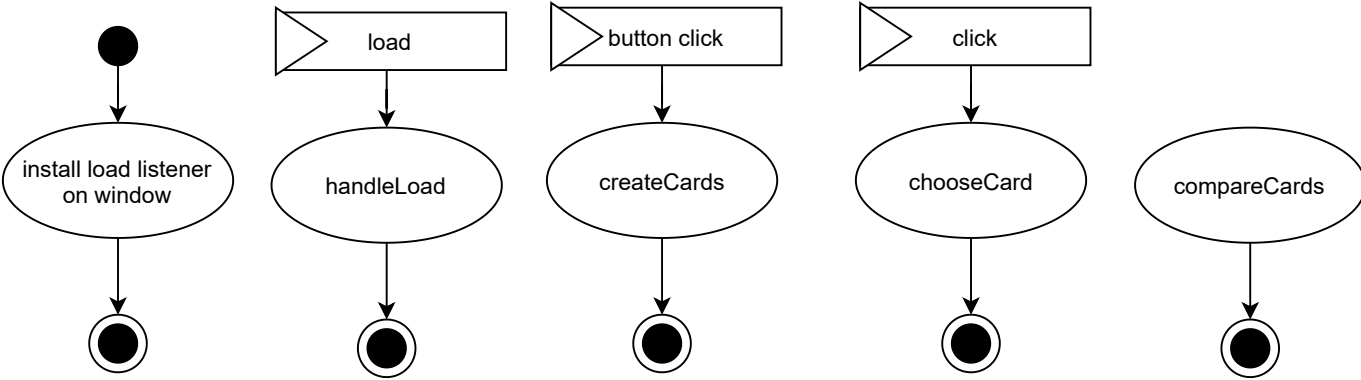 load
button click
click
install load listener
on window
handleLoad
createCards
chooseCard
compareCards